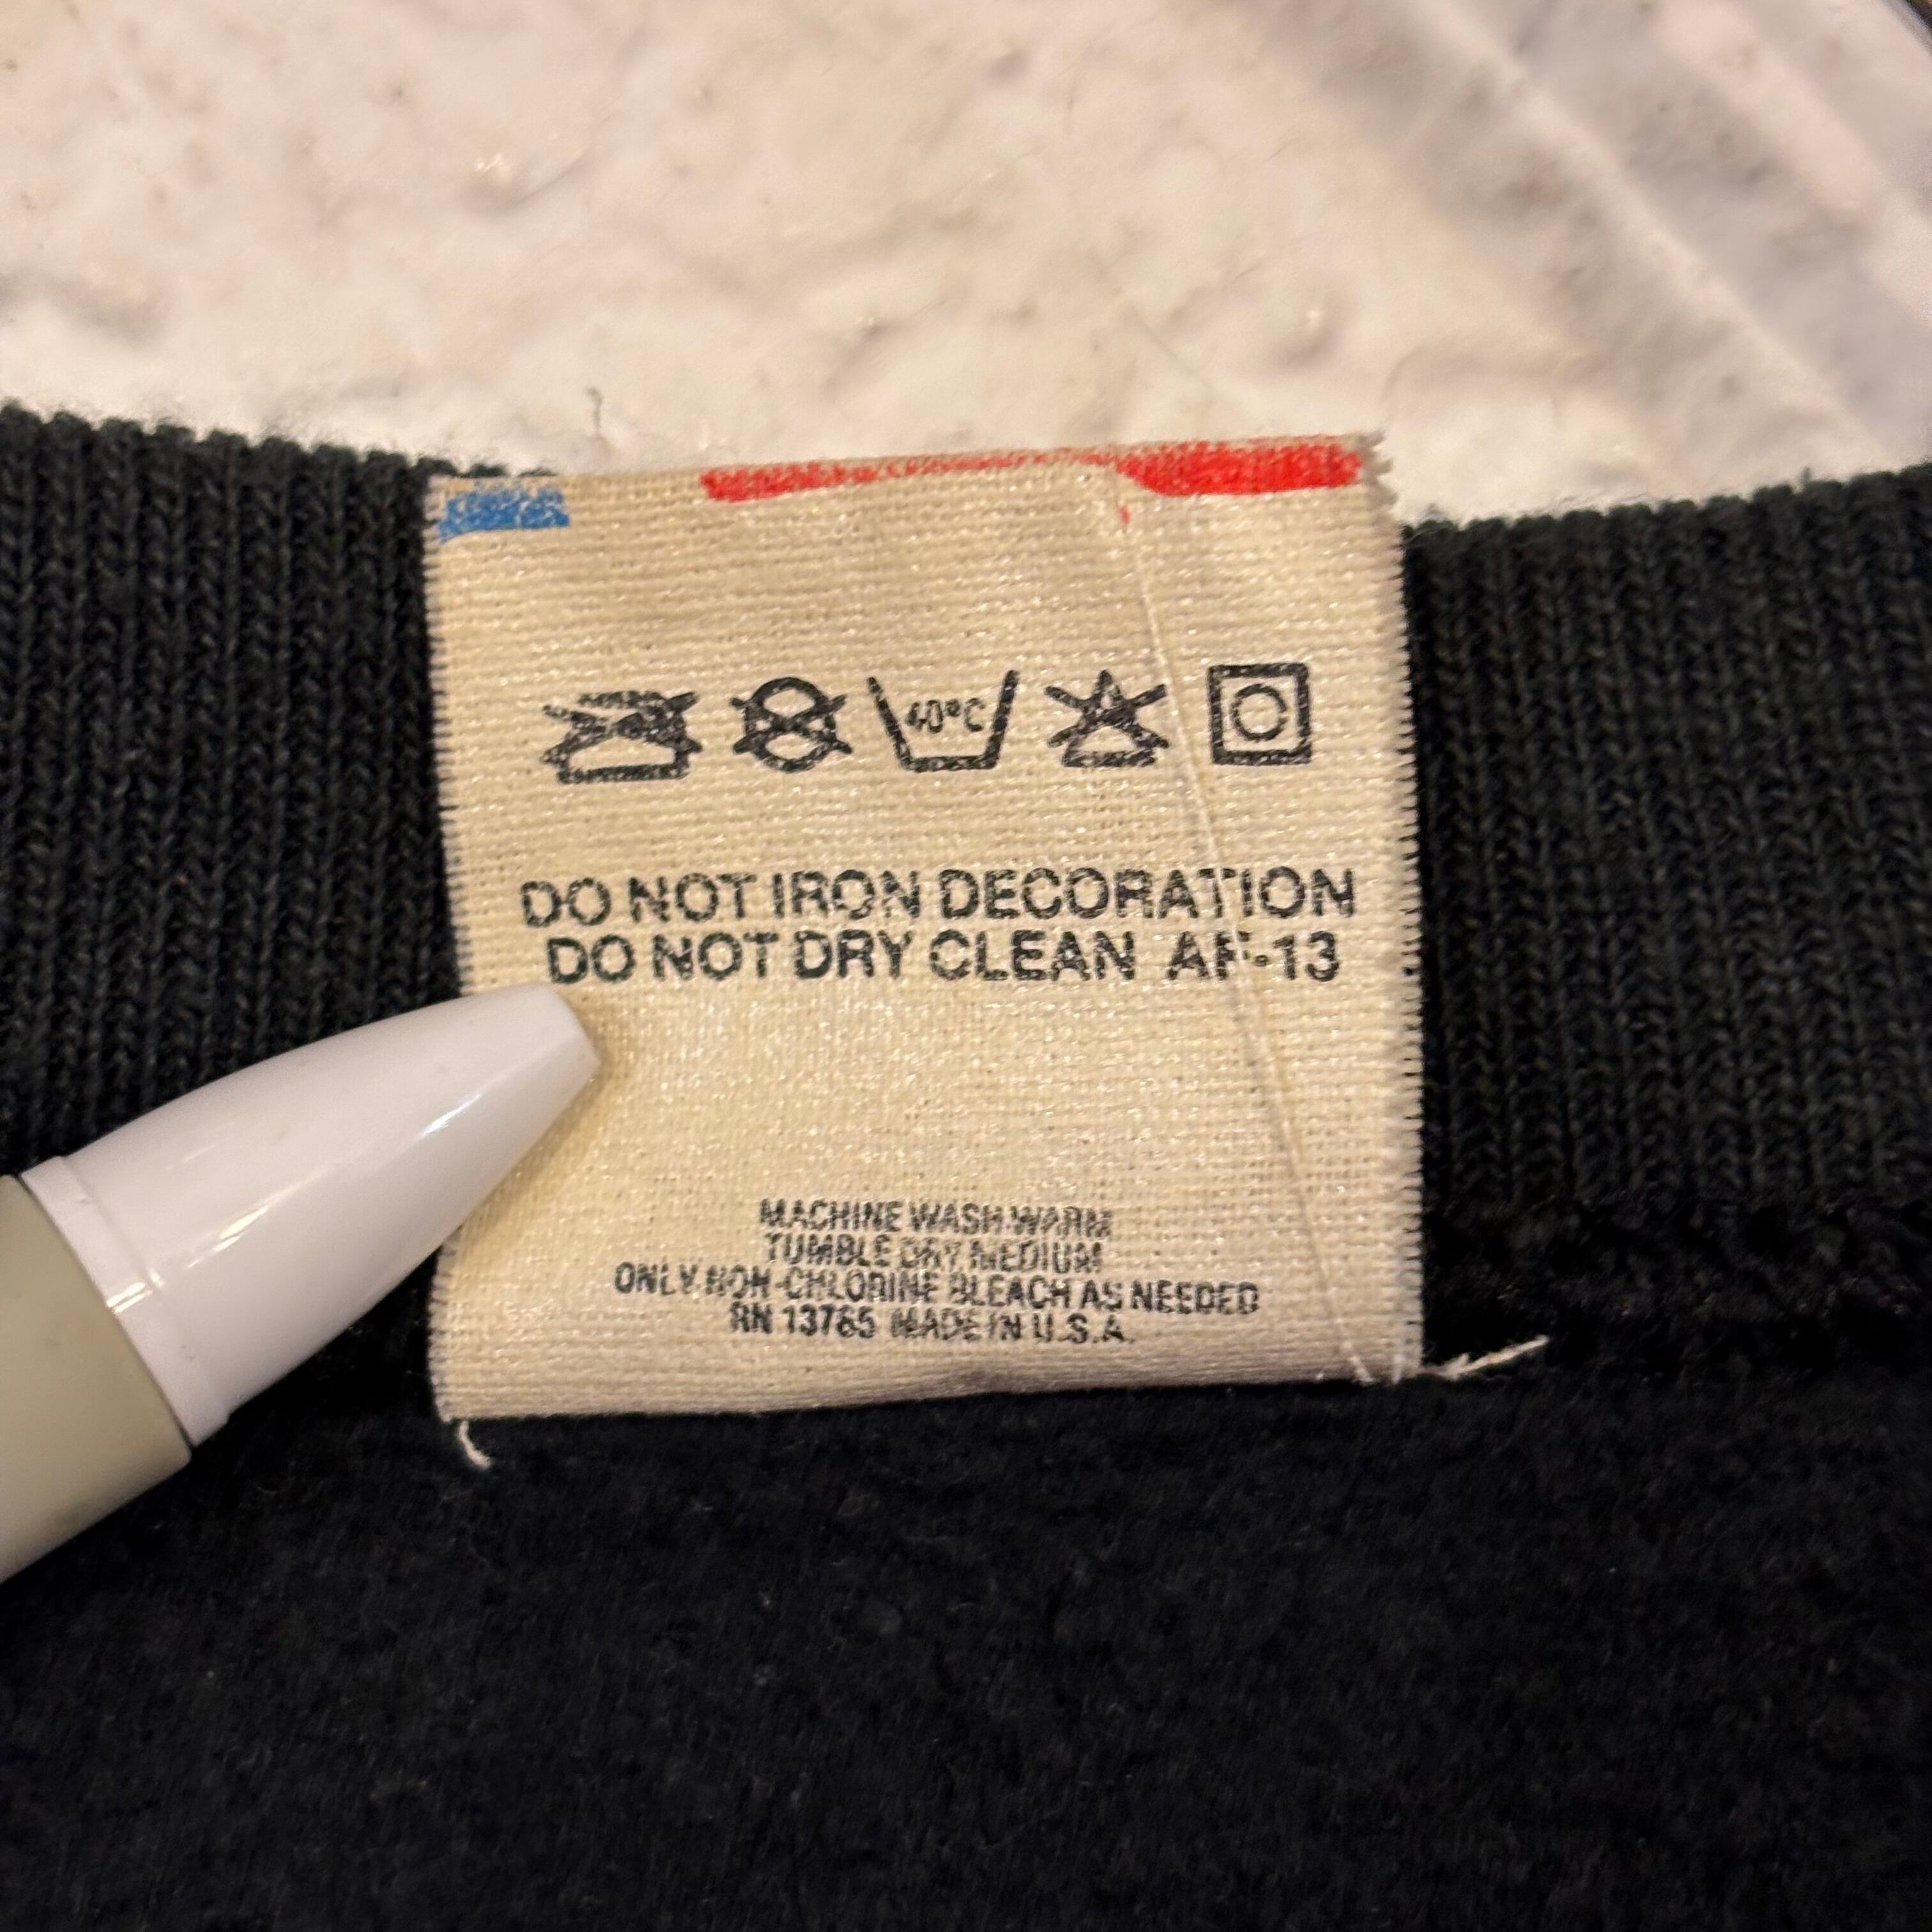 40°C
DO NOT IRON DECORATION
DO NOT DRY CLEAN AF-13
MACHINE WASH WARM
TUMBLE DRY MEDIUM
ONLY NON-CHLORINE BLEACH AS NEEDED
RN 13765 MADE IN U.S.A.